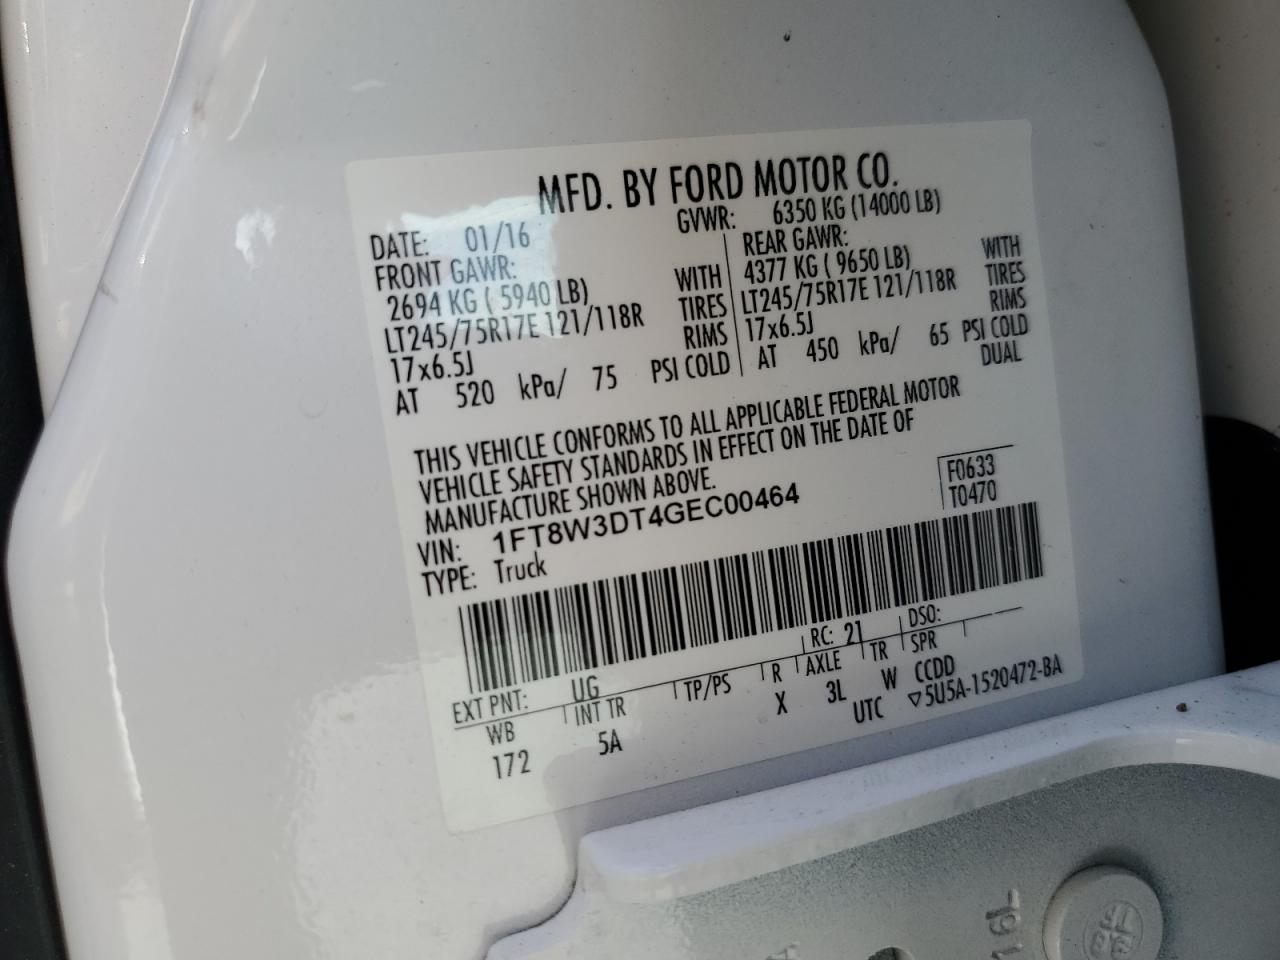 MFD. BY FORD MOTOR CO.
DATE: 01/16
GVWR: 6350 KG (14000 LB)
FRONT GAWR:
2694 KG ( 5940 LB) WITH
LT245/75R17E 121/118R TIRES
17x6.5J RIMS
AT 520 kPa/ 75 PSI COLD
REAR GAWR:
4377 KG ( 9650 LB) WITH
LT245/75R17E 121/118R TIRES
17x6.5J RIMS
AT 450 kPa/ 65 PSI COLD
DUAL
THIS VEHICLE CONFORMS TO ALL APPLICABLE FEDERAL MOTOR
VEHICLE SAFETY STANDARDS IN EFFECT ON THE DATE OF
MANUFACTURE SHOWN ABOVE.
VIN: 1FT8W3DT4GEC00464
TYPE: Truck
F0633
T0470
EXT PNT: UG RC: 21 DSO:
WB INT TR TP/PS R AXLE TR SPR
172 5A X 3L W CCDD
UTC ▽5U5A-1520472-BA